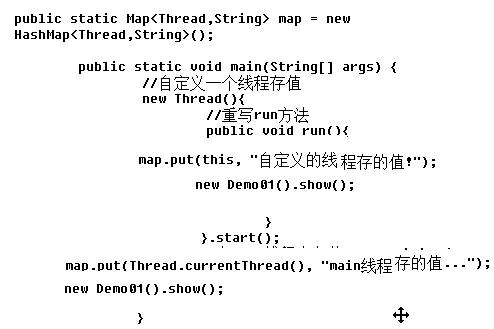 public static Map<Thread,String> map = new
HashMap<Thread,String>();
public static void main(String[] args) {
//自定义一个线程存值
new Thread(){
//重写run方法
public void run(){
map.put(this, "自定义的线程存的值!");
new Demo01().show();
}
}.start();
map.put(Thread.currentThread(), "main线程存的值...");
new Demo01().show();
}